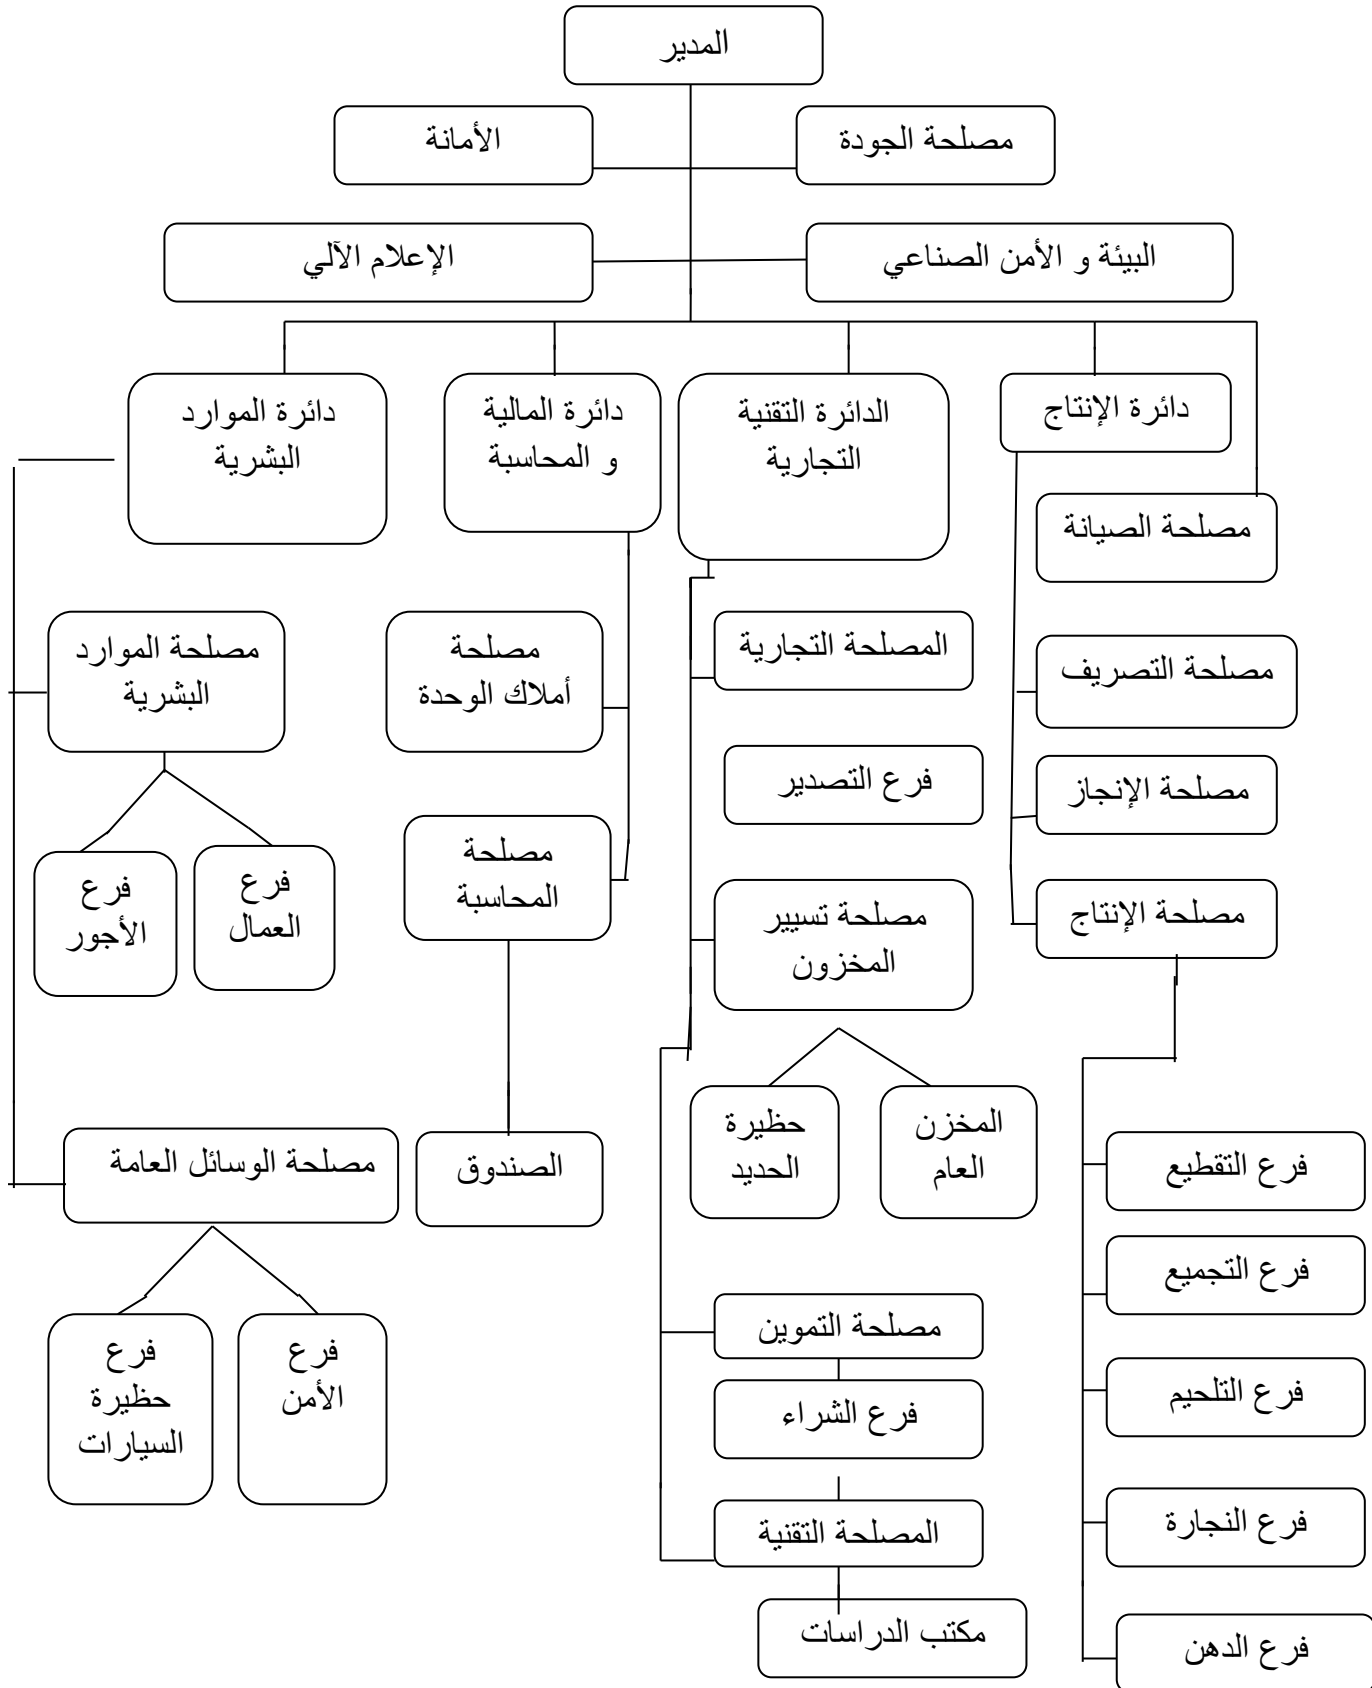 المدير
مصلحة الجودة
الأمانة
البيئة و الأمن الصناعي
الإعلام الآلي
دائرة الإنتاج
الدائرة التقنية
التجارية
دائرة المالية
و المحاسبة
دائرة الموارد
البشرية
مصلحة الصيانة
مصلحة التصريف
مصلحة الإنجاز
مصلحة الإنتاج
فرع التقطيع
فرع التجميع
فرع التلحيم
فرع النجارة
فرع الدهن
المصلحة التجارية
فرع التصدير
مصلحة تسيير
المخزون
المخزن
العام
حظيرة
الحديد
مصلحة التموين
فرع الشراء
المصلحة التقنية
مكتب الدراسات
مصلحة
أملاك الوحدة
مصلحة
المحاسبة
الصندوق
مصلحة الموارد
البشرية
فرع
العمال
فرع
الأجور
مصلحة الوسائل العامة
فرع
الأمن
فرع
حظيرة
السيارات